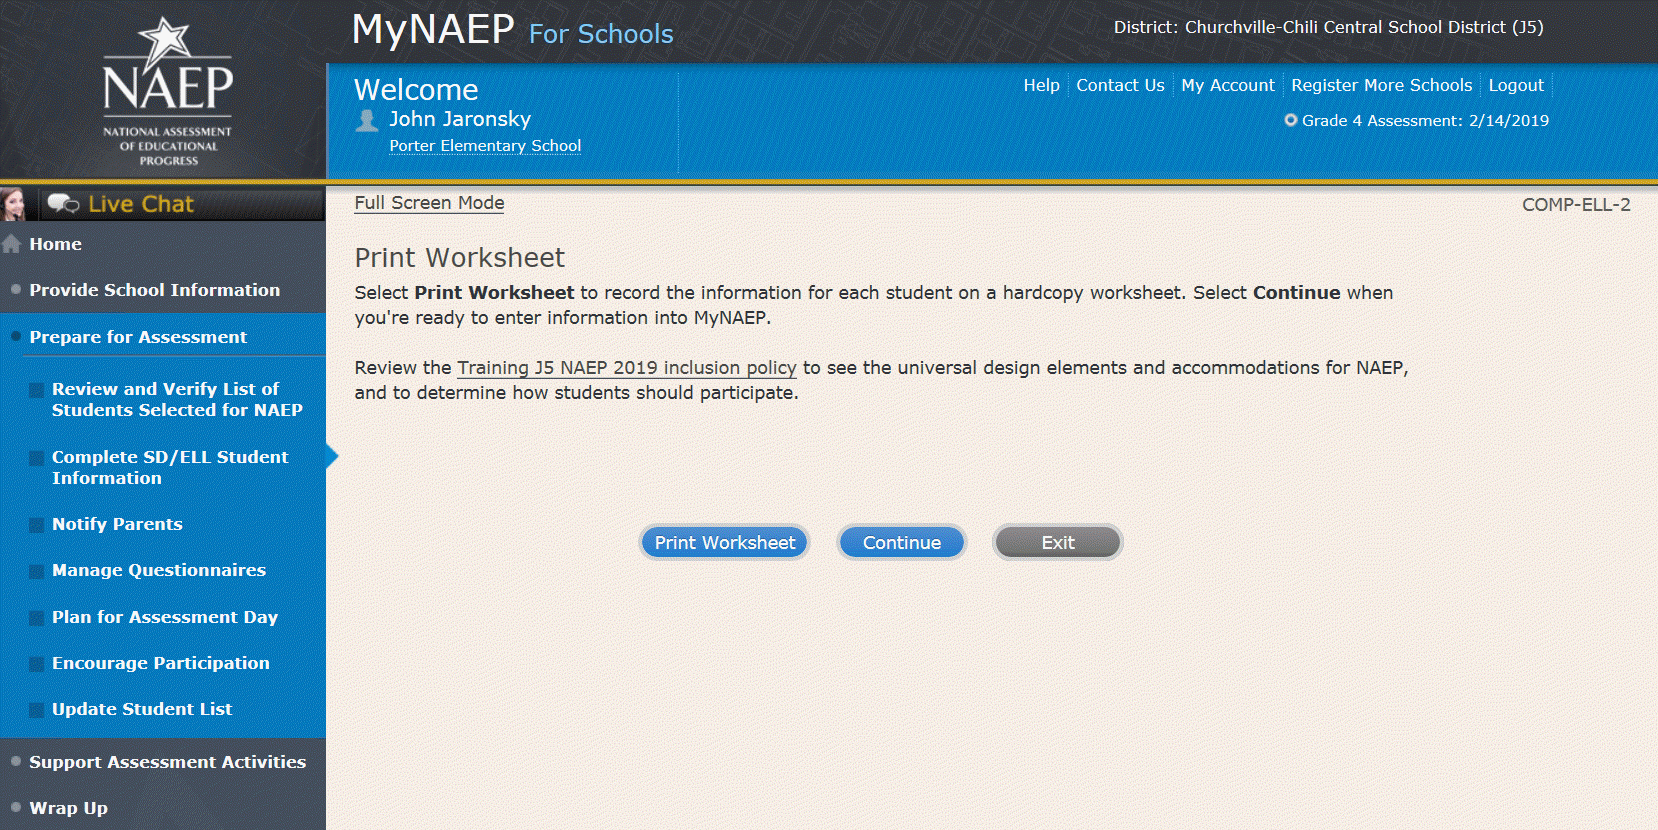 NAEP
NATIONAL ASSESSMENT
OF EDUCATIONAL
PROGRESS
MyNAEP For Schools
District: Churchville-Chili Central School District (J5)
Welcome
John Jaronsky
Porter Elementary School
Help Contact Us My Account Register More Schools Logout
Grade 4 Assessment: 2/14/2019
Live Chat
Home
Provide School Information
Prepare for Assessment
Review and Verify List of
Students Selected for NAEP
Complete SD/ELL Student
Information
Notify Parents
Manage Questionnaires
Plan for Assessment Day
Encourage Participation
Update Student List
Support Assessment Activities
Wrap Up
Full Screen Mode
COMP-ELL-2
Print Worksheet
Select Print Worksheet to record the information for each student on a hardcopy worksheet. Select Continue when
you're ready to enter information into MyNAEP.
Review the Training J5 NAEP 2019 inclusion policy to see the universal design elements and accommodations for NAEP,
and to determine how students should participate.
Print Worksheet Continue Exit